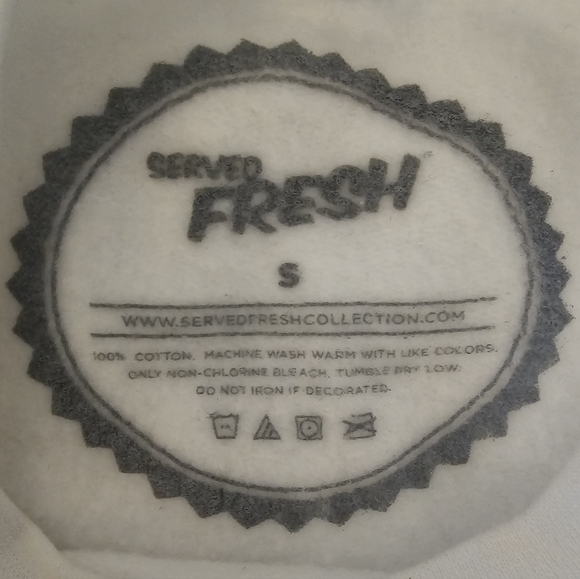 SERVED
FRESH
S
WWW.SERVEDFRESHCOLLECTION.COM
100% COTTON. MACHINE WASH WARM WITH LIKE COLORS.
ONLY NON-CHLORINE BLEACH. TUMBLE DRY LOW.
DO NOT IRON IF DECORATED.